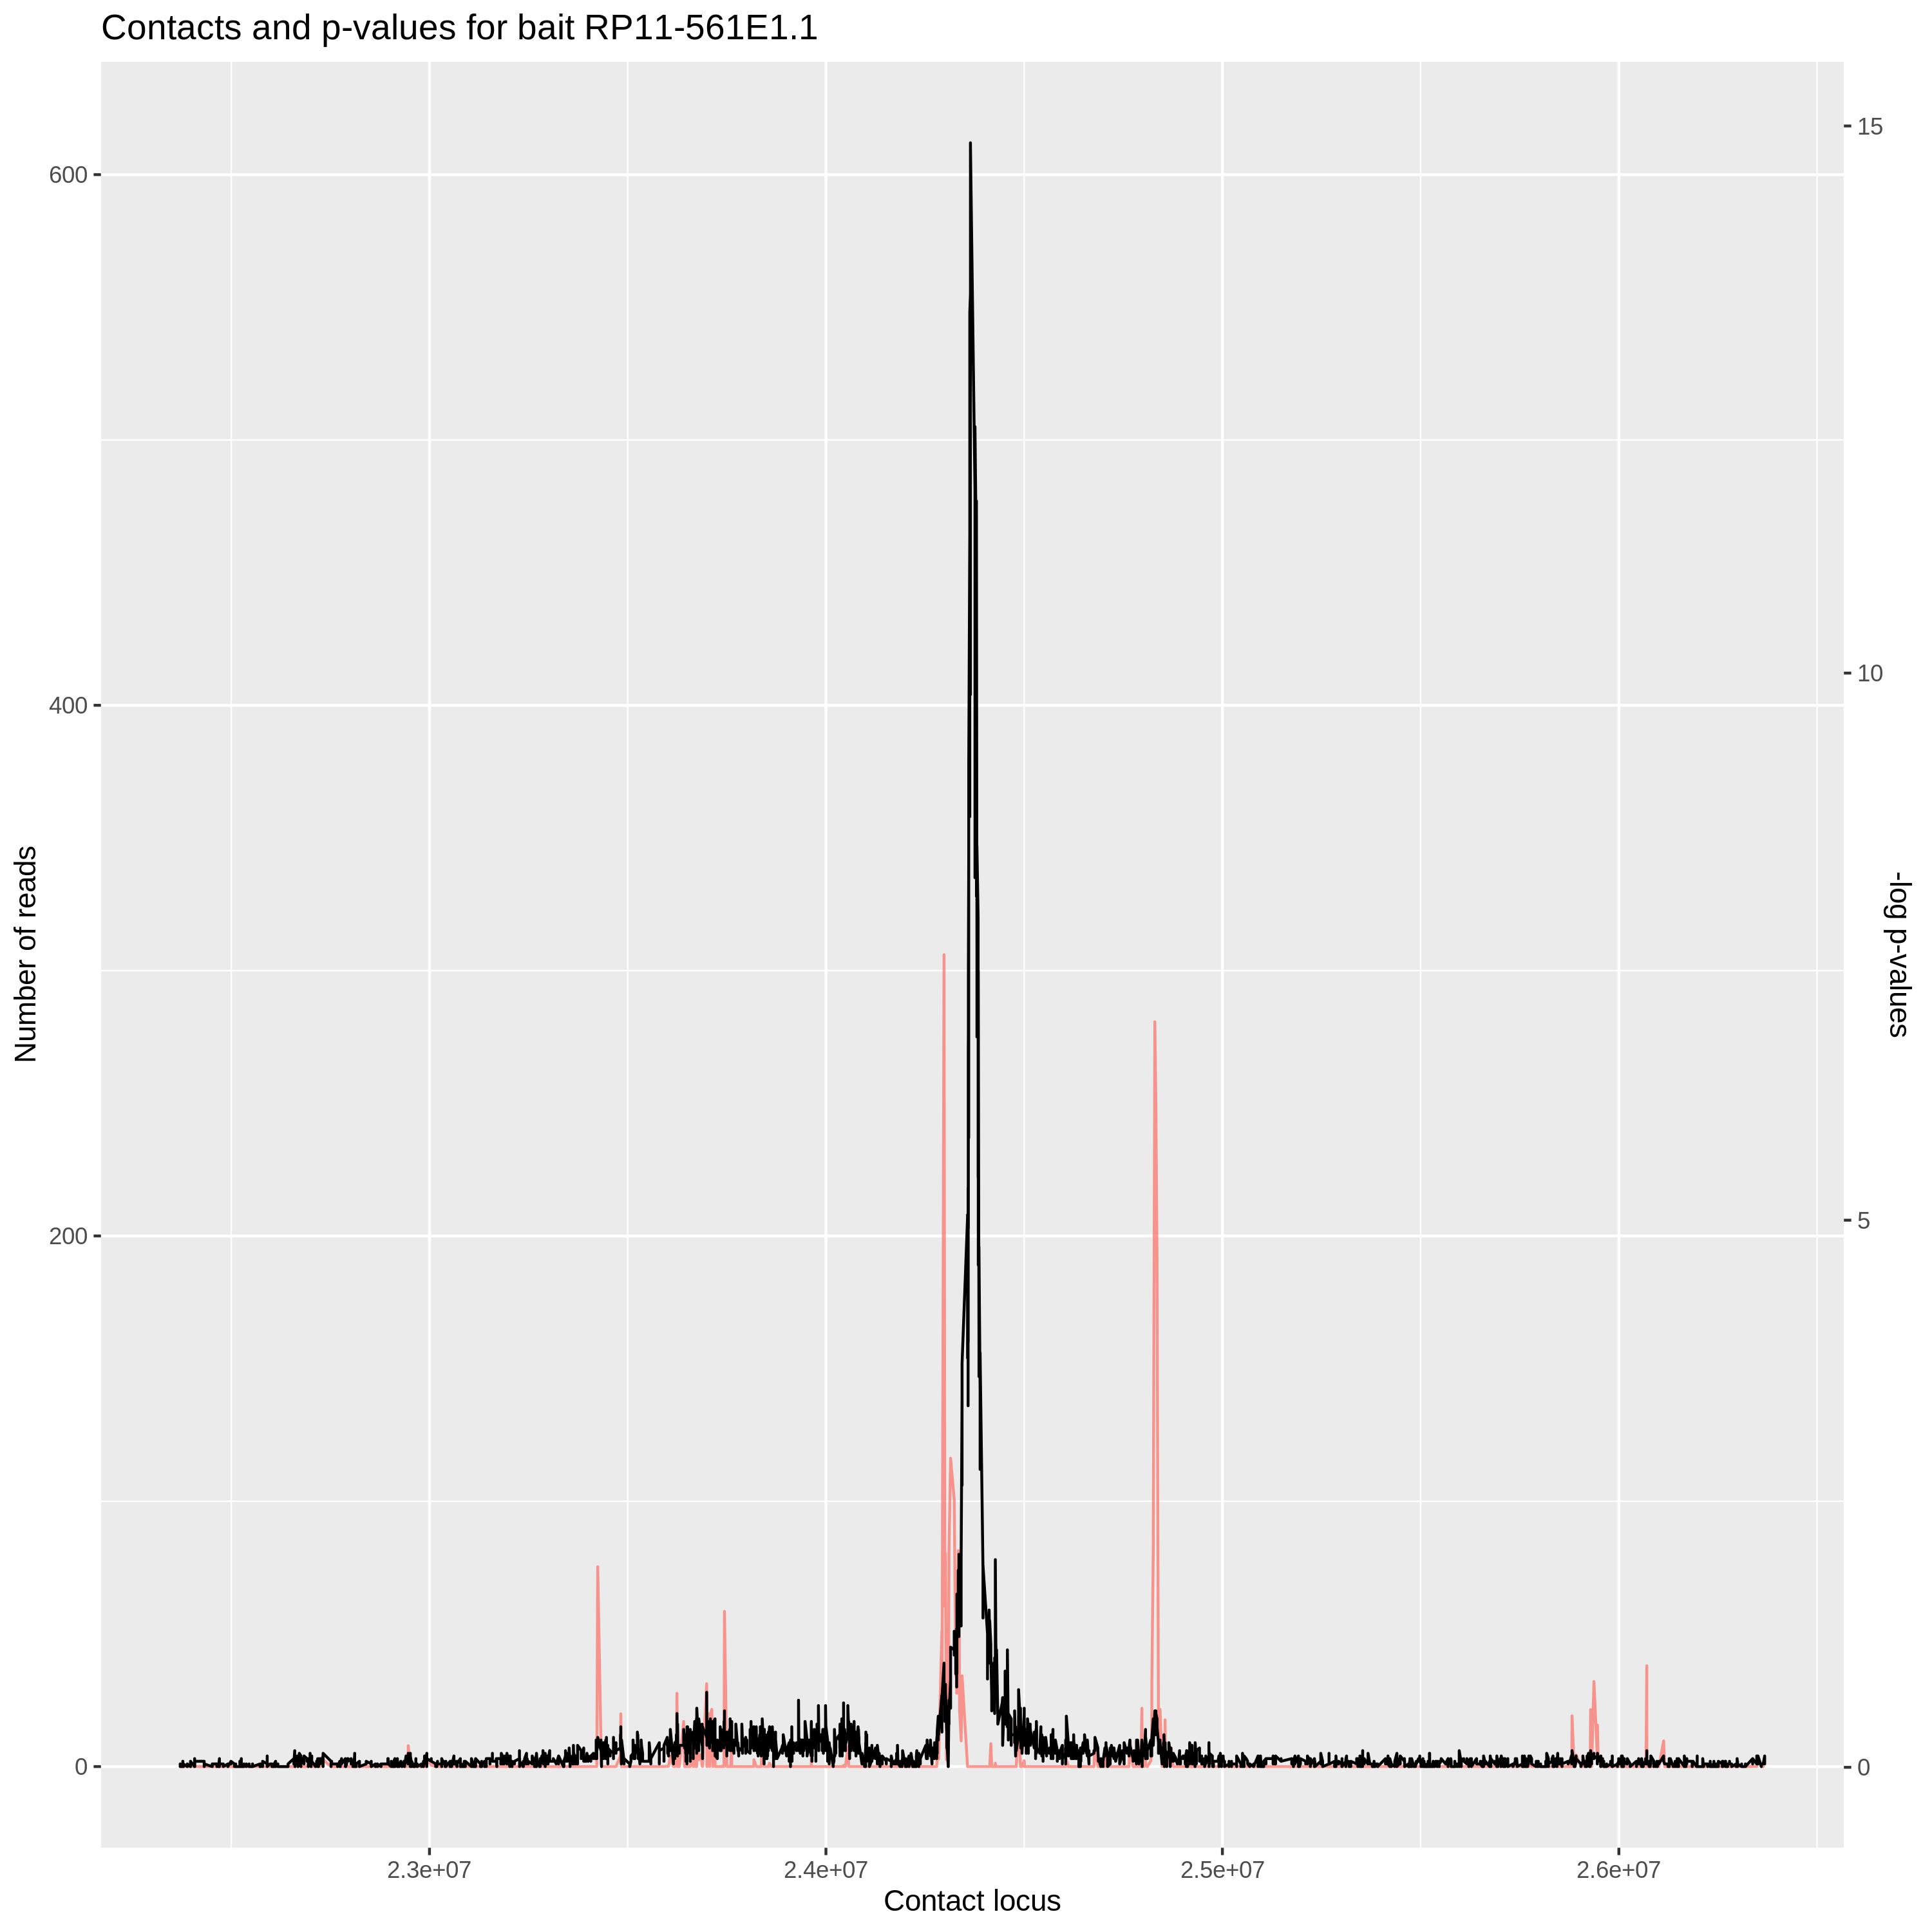 Contacts and p-values for bait RP11-561E1.1
600
400
200
0
Number of reads
15
10
5
0
-log p-values
2.3e+07
2.4e+07
2.5e+07
2.6e+07
Contact locus